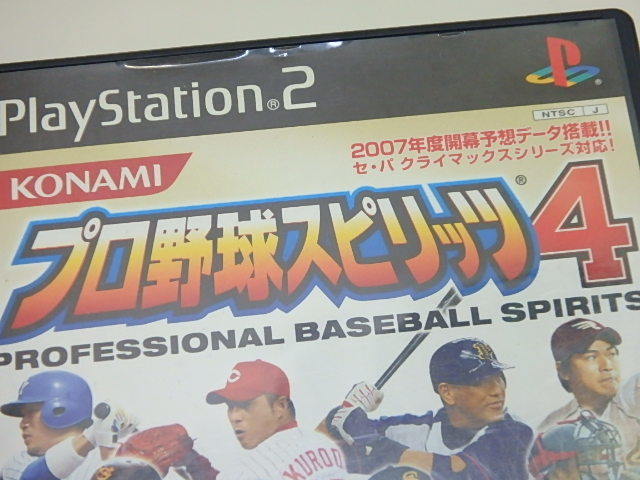 PlayStation®2
NTSC J
2007年度開幕予想データ搭載!!
セ・パ クライマックスシリーズ対応!
KONAMI
プロ野球スピリッツ®4
PROFESSIONAL BASEBALL SPIRITS
KURODA